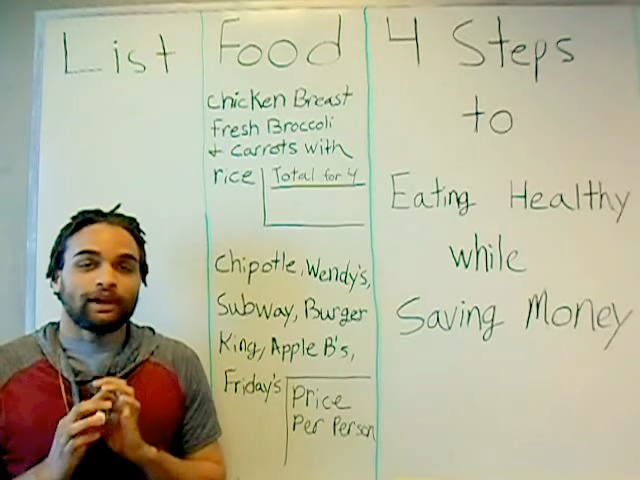 List
Food
chicken Breast
fresh Broccoli
+ carrots with
rice
Total for 4
chipotle, Wendy's,
Subway, Burger
King, Apple B's,
Friday's
Price
Per Person
4 Steps
to
Eating Healthy
while
Saving Money